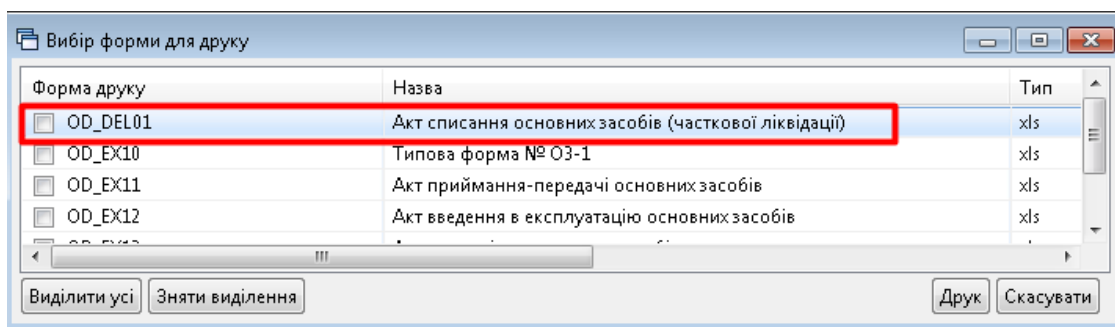 Вибір форми для друку
Форма друку Назва Тип
OD_DEL01 Акт списання основних засобів (часткової ліквідації) xls
OD_EX10 Типова форма № ОЗ-1 xls
OD_EX11 Акт приймання-передачі основних засобів xls
OD_EX12 Акт введення в експлуатацію основних засобів xls
Виділити усі Зняти виділення Друк Скасувати